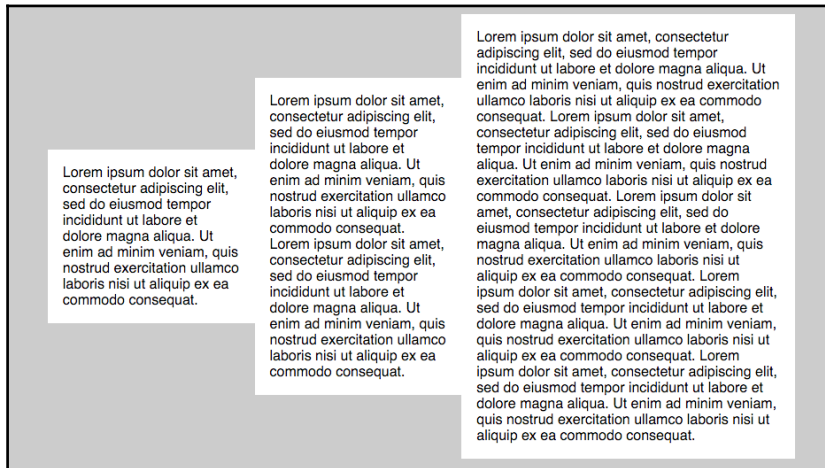 Lorem ipsum dolor sit amet,
consectetur adipiscing elit,
sed do eiusmod tempor
incididunt ut labore et
dolore magna aliqua. Ut
enim ad minim veniam, quis
nostrud exercitation ullamco
laboris nisi ut aliquip ex ea
commodo consequat.
Lorem ipsum dolor sit amet,
consectetur adipiscing elit,
sed do eiusmod tempor
incididunt ut labore et
dolore magna aliqua. Ut
enim ad minim veniam, quis
nostrud exercitation ullamco
laboris nisi ut aliquip ex ea
commodo consequat.
Lorem ipsum dolor sit amet,
consectetur adipiscing elit,
sed do eiusmod tempor
incididunt ut labore et
dolore magna aliqua. Ut
enim ad minim veniam, quis
nostrud exercitation ullamco
laboris nisi ut aliquip ex ea
commodo consequat.
Lorem ipsum dolor sit amet, consectetur
adipiscing elit, sed do eiusmod tempor
incididunt ut labore et dolore magna aliqua. Ut
enim ad minim veniam, quis nostrud exercitation
ullamco laboris nisi ut aliquip ex ea commodo
consequat. Lorem ipsum dolor sit amet,
consectetur adipiscing elit, sed do eiusmod
tempor incididunt ut labore et dolore magna
aliqua. Ut enim ad minim veniam, quis nostrud
exercitation ullamco laboris nisi ut aliquip ex ea
commodo consequat. Lorem ipsum dolor sit
amet, consectetur adipiscing elit, sed do
eiusmod tempor incididunt ut labore et dolore
magna aliqua. Ut enim ad minim veniam, quis
nostrud exercitation ullamco laboris nisi ut
aliquip ex ea commodo consequat. Lorem
ipsum dolor sit amet, consectetur adipiscing elit,
sed do eiusmod tempor incididunt ut labore et
dolore magna aliqua. Ut enim ad minim veniam,
quis nostrud exercitation ullamco laboris nisi ut
aliquip ex ea commodo consequat. Lorem
ipsum dolor sit amet, consectetur adipiscing elit,
sed do eiusmod tempor incididunt ut labore et
dolore magna aliqua. Ut enim ad minim veniam,
quis nostrud exercitation ullamco laboris nisi ut
aliquip ex ea commodo consequat.